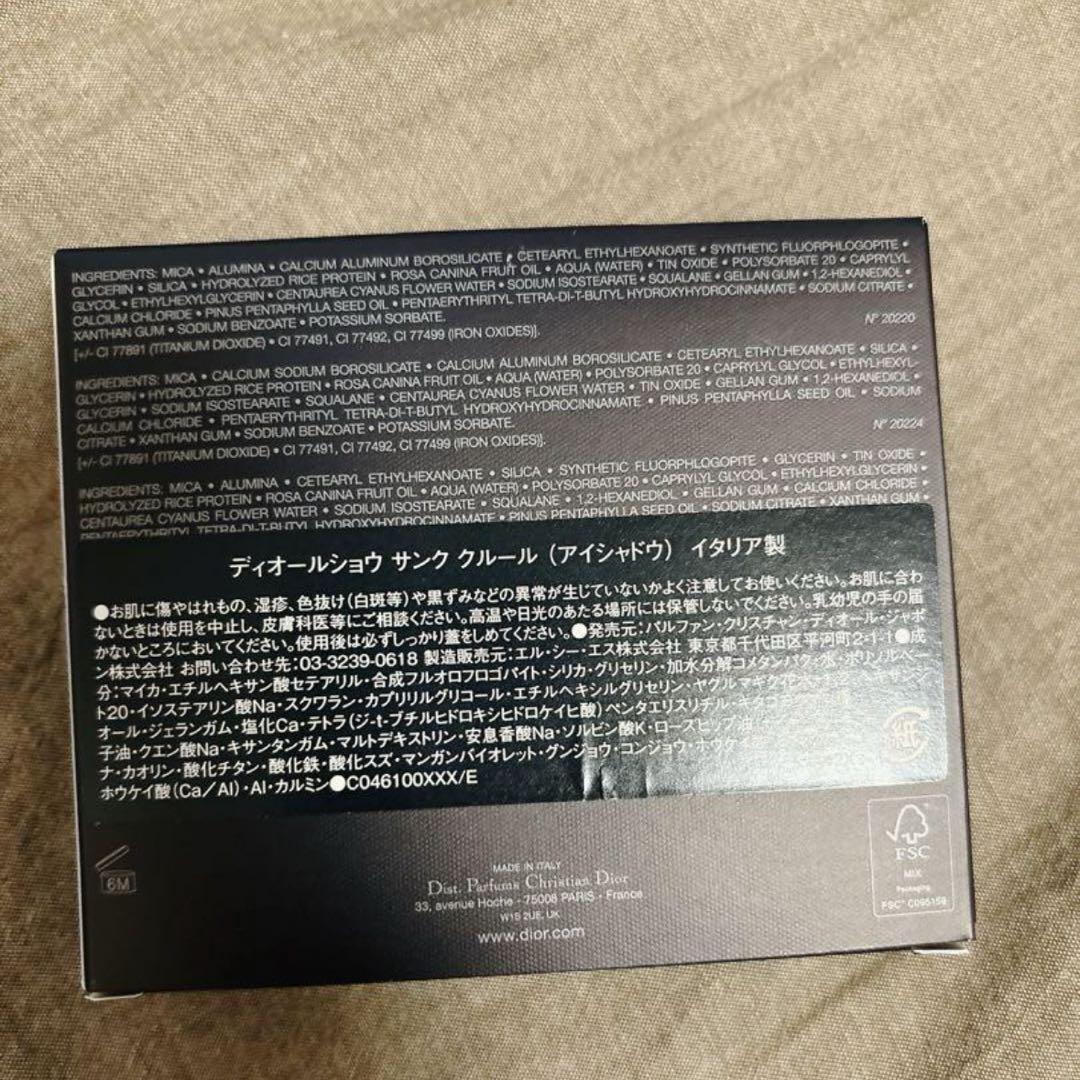 INGREDIENTS: MICA • ALUMINA • CALCIUM ALUMINUM BOROSILICATE • CETEARYL ETHYLHEXANOATE • SYNTHETIC FLUORPHLOGOPITE •
GLYCERIN • SILICA • HYDROLYZED RICE PROTEIN • ROSA CANINA FRUIT OIL • AQUA (WATER) • TIN OXIDE • POLYSORBATE 20 • CAPRYLYL
GLYCOL • ETHYLHEXYLGLYCERIN • CENTAUREA CYANUS FLOWER WATER • SODIUM ISOSTEARATE • SQUALANE • GELLAN GUM • 1,2-HEXANEDIOL •
CALCIUM CHLORIDE • PINUS PENTAPHYLLA SEED OIL • PENTAERYTHRITYL TETRA-DI-T-BUTYL HYDROXYHYDROCINNAMATE • SODIUM CITRATE •
XANTHAN GUM • SODIUM BENZOATE • POTASSIUM SORBATE.
[+/- CI 77891 (TITANIUM DIOXIDE) • CI 77491, CI 77492, CI 77499 (IRON OXIDES)].
N° 20220
INGREDIENTS: MICA • CALCIUM SODIUM BOROSILICATE • CALCIUM ALUMINUM BOROSILICATE • CETEARYL ETHYLHEXANOATE • SILICA •
GLYCERIN • HYDROLYZED RICE PROTEIN • ROSA CANINA FRUIT OIL • AQUA (WATER) • POLYSORBATE 20 • CAPRYLYL GLYCOL • ETHYLHEXYL-
GLYCERIN • SODIUM ISOSTEARATE • SQUALANE • CENTAUREA CYANUS FLOWER WATER • TIN OXIDE • GELLAN GUM • 1,2-HEXANEDIOL •
CALCIUM CHLORIDE • PENTAERYTHRITYL TETRA-DI-T-BUTYL HYDROXYHYDROCINNAMATE • PINUS PENTAPHYLLA SEED OIL • SODIUM
CITRATE • XANTHAN GUM • SODIUM BENZOATE • POTASSIUM SORBATE.
[+/- CI 77891 (TITANIUM DIOXIDE) • CI 77491, CI 77492, CI 77499 (IRON OXIDES)].
N° 20224
INGREDIENTS: MICA • ALUMINA • CETEARYL ETHYLHEXANOATE • SILICA • SYNTHETIC FLUORPHLOGOPITE • GLYCERIN • TIN OXIDE •
HYDROLYZED RICE PROTEIN • ROSA CANINA FRUIT OIL • AQUA (WATER) • POLYSORBATE 20 • CAPRYLYL GLYCOL • ETHYLHEXYLGLYCERIN •
CENTAUREA CYANUS FLOWER WATER • SODIUM ISOSTEARATE • SQUALANE • 1,2-HEXANEDIOL • GELLAN GUM • CALCIUM CHLORIDE •
PENTAERYTHRITYL TETRA-DI-T-BUTYL HYDROXYHYDROCINNAMATE • PINUS PENTAPHYLLA SEED OIL • SODIUM CITRATE • XANTHAN GUM •
ディオールショウ サンク クルール（アイシャドウ） イタリア製
●お肌に傷やはれもの、湿疹、色抜け(白斑等)や黒ずみなどの異常が生じていないかよく注意してお使いください。お肌に合わ
ないときは使用を中止し、皮膚科医等にご相談ください。高温や日光のあたる場所には保管しないでください。乳幼児の手の届
かないところにおいてください。使用後は必ずしっかり蓋をしめてください。●発売元:パルファン・クリスチャン・ディオール・ジャポ
ン株式会社 お問い合わせ先:03-3239-0618 製造販売元:エル・シー・エス株式会社 東京都千代田区平河町2-1-1●成
分:マイカ・エチルヘキサン酸セテアリル・合成フルオロフロゴパイト・シリカ・グリセリン・加水分解コメタンパク・水・ポリソルベー
ト20・イソステアリン酸Na・スクワラン・カプリリルグリコール・エチルヘキシルグリセリン・ヤグルマギク花水
オール・ジェランガム・塩化Ca・テトラ(ジ-t-ブチルヒドロキシヒドロケイヒ酸)ペンタエリスリチル・キタゴ
子油・クエン酸Na・キサンタンガム・マルトデキストリン・安息香酸Na・ソルビン酸K・ローズヒップ油
ナ・カオリン・酸化チタン・酸化鉄・酸化スズ・マンガンバイオレット・グンジョウ・コンジョウ・ホウケ
ホウケイ酸(Ca/Al)・Al・カルミン●C046100XXX/E
紙
6M
MADE IN ITALY
Dist. Parfums Christian Dior
33, avenue Hoche - 75008 PARIS - France
W1S 2UE, UK
www.dior.com
FSC
MIX
Packaging
FSC® C095159